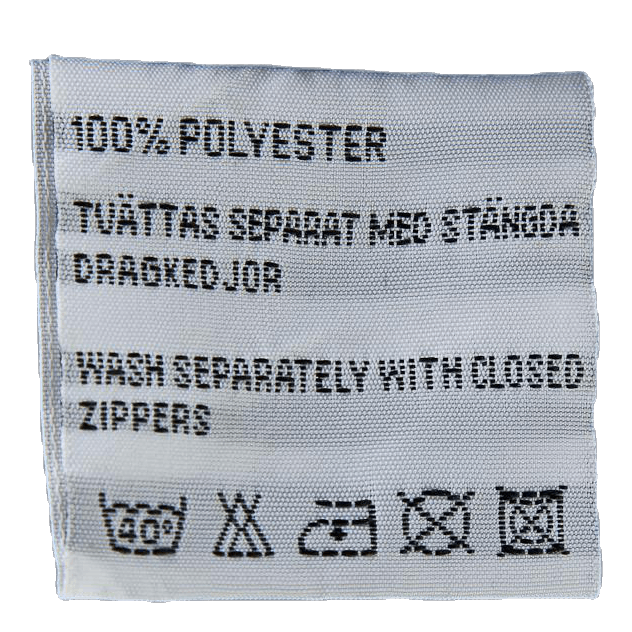 100% POLYESTER
TVÄTTAS SEPARAT MED STÄNGDA
DRAGKEDJOR
WASH SEPARATELY WITH CLOSED
ZIPPERS
40°